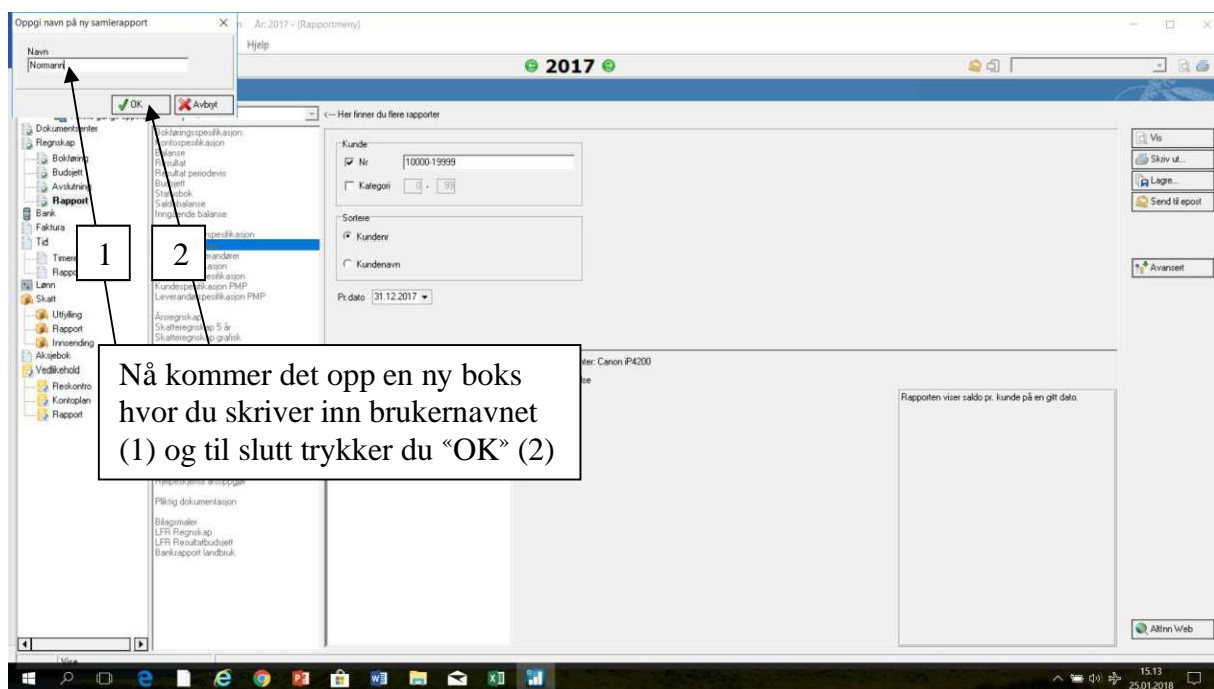 Oppgi navn på ny samlerapport
År: 2017 - [Rapportmeny]
Hjelp
Navn
Normann
OK
Avbryt
2017
<--- Her finner du flere rapporter
Dokumentsenter
Regnskap
Bokføring
Budsjett
Avslutning
Rapport
Bank
Faktura
Tid
Rapport
Lønn
Skatt
Utfylling
Rapport
Innsending
Aksjebok
Vedlikehold
Reskontro
Kontoplan
Rapport
Bokføringsspesifikasjon
Kontospesifikasjon
Balanse
Resultat
Resultat periodevis
Budsjett
Statusbok
Saldobalanse
Inngående balanse
Kundespesifikasjon PMP
Leverandørspesifikasjon PMP
Årsregnskap
Skatteregnskap 5 år
Skatteregnskap grafisk
Hjelpeskjema årsoppgjør
Pliktig dokumentasjon
Bilagsmaler
LFR Regnskap
LFR Resultatbudsjett
Bankrapport landbruk
Kunde
Nr 10000-19999
Kategori 0 - 99
Sortere
Kundenr
Kundenavn
Pr.dato 31.12.2017
Canon iP4200
Rapporten viser saldo pr. kunde på en gitt dato.
Vis
Skriv ut...
Lagre...
Send til epost
Avansert
AltInn Web
1
2
Nå kommer det opp en ny boks
hvor du skriver inn brukernavnet
(1) og til slutt trykker du “OK” (2)
15.13
25.01.2018